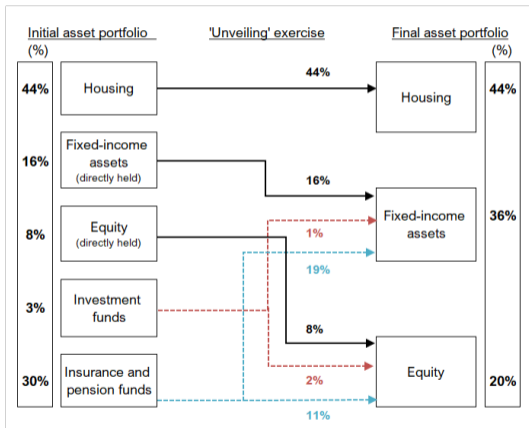 Initial asset portfolio
'Unveiling' exercise
Final asset portfolio
(%)
(%)
44%
Housing
44%
Housing
44%
16%
Fixed-income
assets
(directly held)
16%
Fixed-income
assets
36%
1%
19%
8%
Equity
(directly held)
3%
Investment
funds
8%
Equity
20%
2%
30%
Insurance and
pension funds
11%